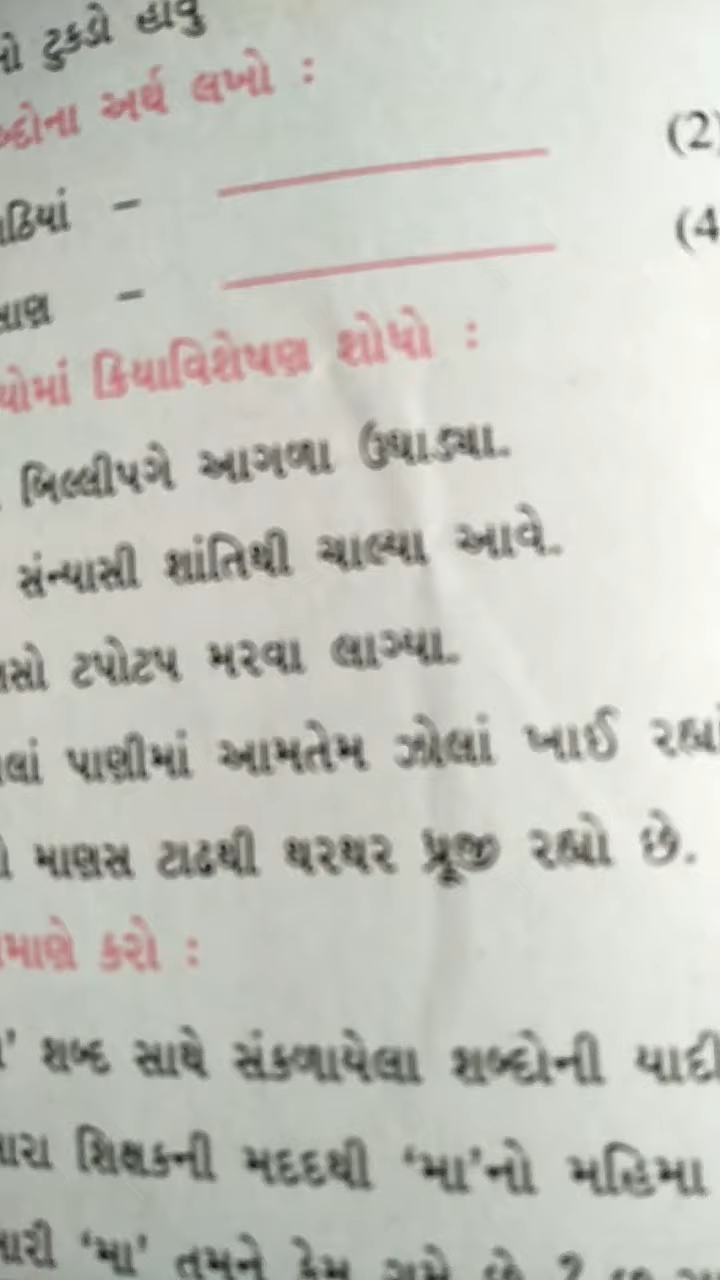 ટુકડો હોવું
અર્થ લખો :
– (2)
– (4
ક્રિયાવિશેષણ શોધો :
બિલ્લીપગે આગળા ઉઘાડ્યા.
સંન્યાસી શાંતિથી ચાલ્યા આવે.
ટપોટપ મરવા લાગ્યા.
પાણીમાં આમતેમ ઝોલાં ખાઈ
માણસ ટાઢથી થરથર ધ્રૂજી રહ્યો છે.
કરો :
શબ્દ સાથે સંકળાયેલા શબ્દોની યાદી
શિક્ષકની મદદથી ‘મા’નો મહિમા
‘મા’ તમને કેમ ગમે છે ?